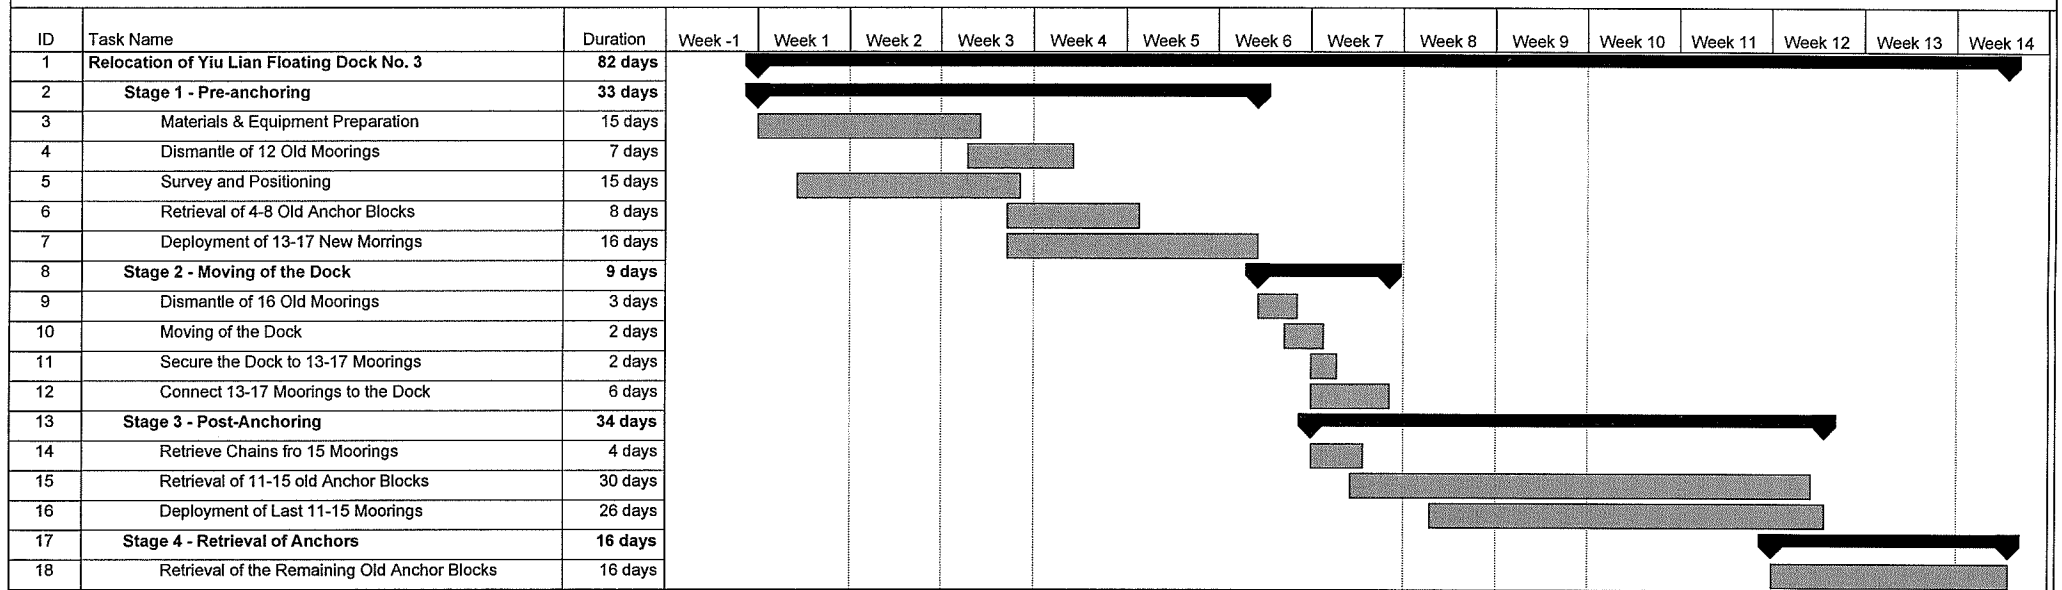 ID Task Name Duration Week -1 Week 1 Week 2 Week 3 Week 4 Week 5 Week 6 Week 7 Week 8 Week 9 Week 10 Week 11 Week 12 Week 13 Week 14
1 Relocation of Yiu Lian Floating Dock No. 3 82 days
2 Stage 1 - Pre-anchoring 33 days
3 Materials & Equipment Preparation 15 days
4 Dismantle of 12 Old Moorings 7 days
5 Survey and Positioning 15 days
6 Retrieval of 4-8 Old Anchor Blocks 8 days
7 Deployment of 13-17 New Morrings 16 days
8 Stage 2 - Moving of the Dock 9 days
9 Dismantle of 16 Old Moorings 3 days
10 Moving of the Dock 2 days
11 Secure the Dock to 13-17 Moorings 2 days
12 Connect 13-17 Moorings to the Dock 6 days
13 Stage 3 - Post-Anchoring 34 days
14 Retrieve Chains fro 15 Moorings 4 days
15 Retrieval of 11-15 old Anchor Blocks 30 days
16 Deployment of Last 11-15 Moorings 26 days
17 Stage 4 - Retrieval of Anchors 16 days
18 Retrieval of the Remaining Old Anchor Blocks 16 days